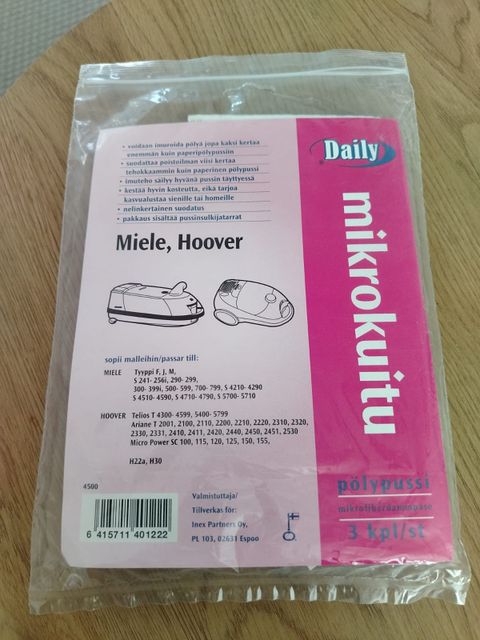 • voidaan imuroida pölyä jopa kaksi kertaa
enemmän kuin paperipölypussiin
• suodattaa poistoilman viisi kertaa
tehokkaammin kuin paperinen pölypussi
• imuteho säilyy hyvänä pussin täyttyessä
• kestää hyvin kosteutta, eikä tarjoa
kasvualustaa sienille tai homeille
• nelinkertainen suodatus
• pakkaus sisältää pussinsulkijatarrat
Daily
mikrokuitu
Miele, Hoover
sopii malleihin/passar till:
MIELE Tyyppi F, J, M,
S 241- 256i, 290- 299,
300- 399i, 500- 599, 700- 799, S 4210- 4290
S 4510- 4590, S 4710- 4790, S 5700- 5710
HOOVER Telios T 4300- 4599, 5400- 5799
Ariane T 2001, 2100, 2110, 2200, 2210, 2220, 2310, 2320,
2330, 2331, 2410, 2411, 2420, 2440, 2450, 2451, 2530
Micro Power SC 100, 115, 120, 125, 150, 155,
H22a, H30
4500
6 415711 401222
Valmistuttaja/
Tillverkas för:
Inex Partners Oy,
PL 103, 02631 Espoo
pölypussi
mikrofiberdammpåse
3 kpl/st